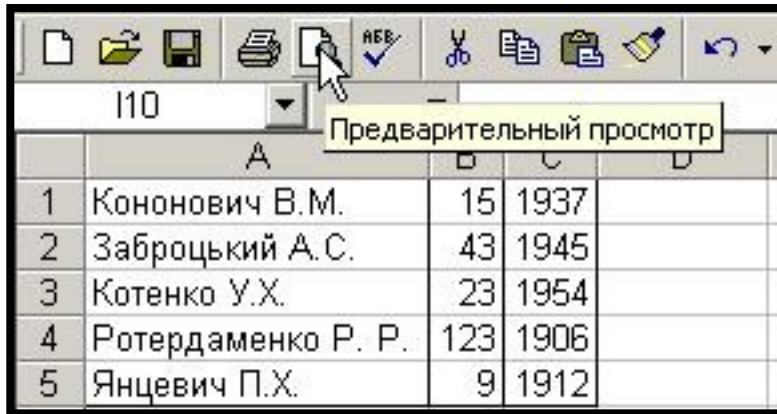 АБВ
I10
Предварительный просмотр
A B C D
1 Кононович В.М. 15 1937
2 Заброцький А.С. 43 1945
3 Котенко У.Х. 23 1954
4 Ротердаменко Р. Р. 123 1906
5 Янцевич П.Х. 9 1912